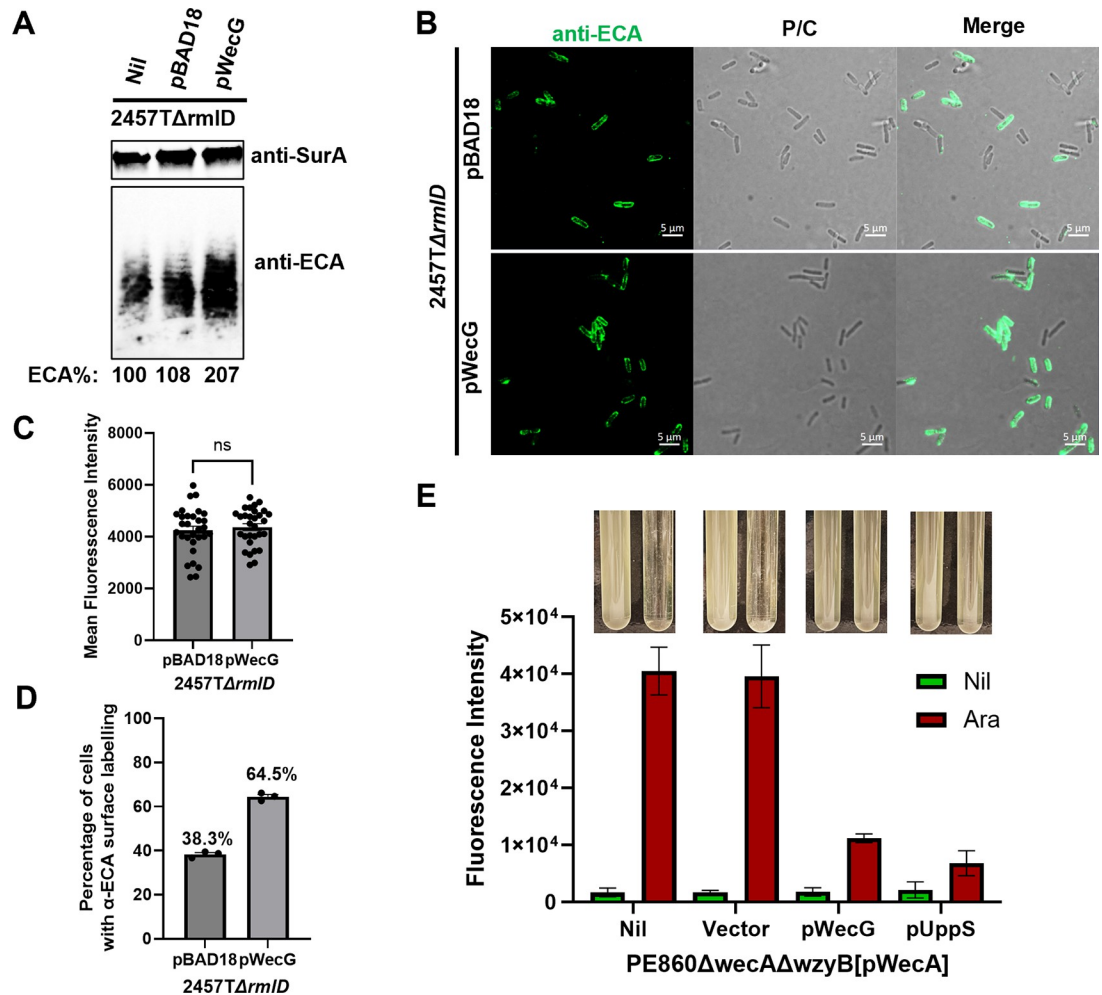 A
Nil
pBAD18
pWecG
2457TΔrmlD
anti-SurA
anti-ECA
ECA%: 100 108 207
B
anti-ECA
P/C
Merge
2457TΔrmlD
pBAD18
5 μm
5 μm
5 μm
pWecG
5 μm
5 μm
5 μm
C
Mean Fluoresscence Intensity
8000
6000
4000
2000
0
ns
pBAD18 pWecG
2457TΔrmlD
D
Percentage of cells
with α-ECA surface labelling
100
80
60
40
20
0
38.3%
64.5%
pBAD18 pWecG
2457TΔrmlD
E
Fluorescence Intensity
5×10⁴
4×10⁴
3×10⁴
2×10⁴
1×10⁴
0
Nil
Ara
Nil Vector pWecG pUppS
PE860ΔwecAΔwzyB[pWecA]